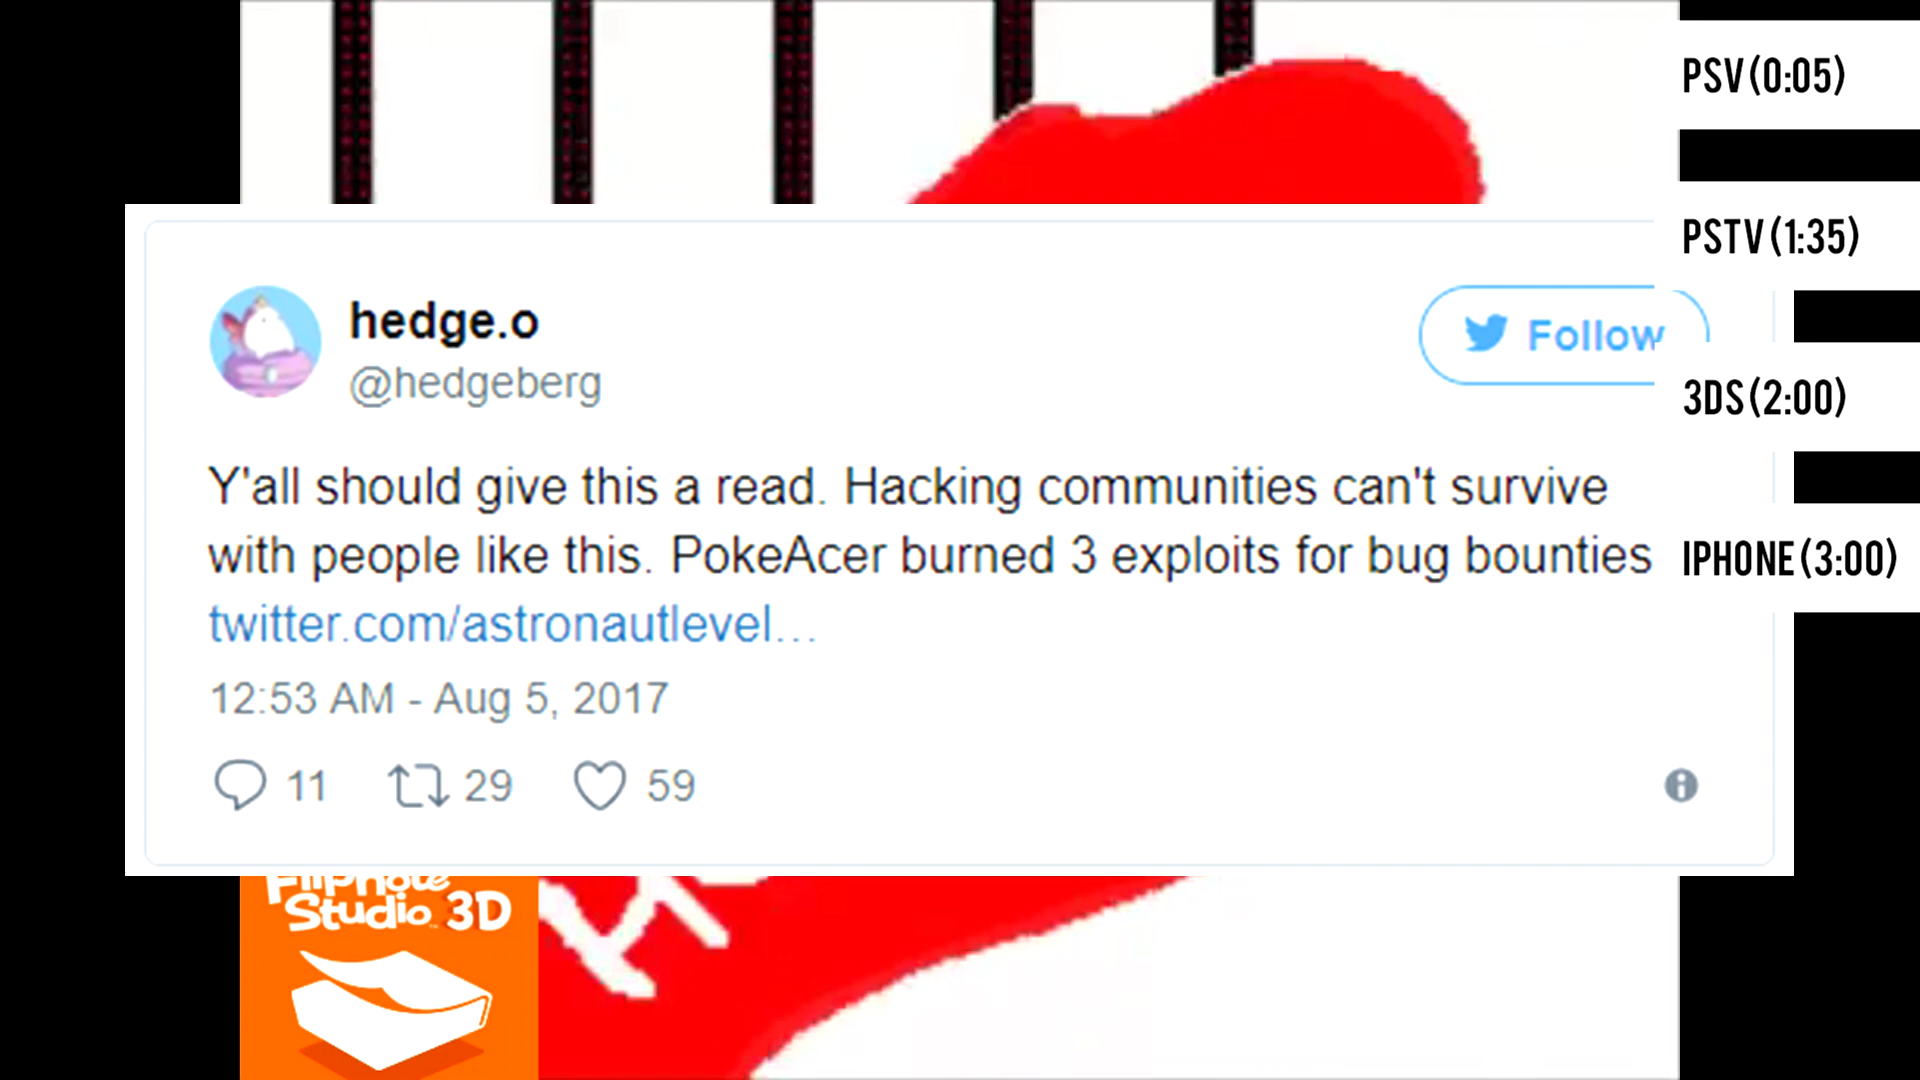 PSV (0:05)
PSTV (1:35)
3DS (2:00)
IPHONE (3:00)
hedge.o
@hedgeberg
Follow
Y'all should give this a read. Hacking communities can't survive
with people like this. PokeAcer burned 3 exploits for bug bounties
twitter.com/astronautlevel…
12:53 AM - Aug 5, 2017
11 29 59
Flipnote
Studio 3D